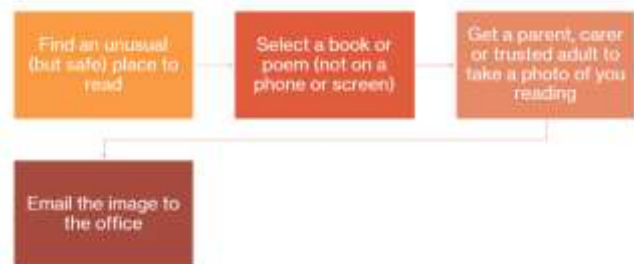 Find an unusual
(but safe) place to
read
Select a book or
poem (not on a
phone or screen)
Get a parent, carer
or trusted adult to
take a photo of you
reading
Email the image to
the office